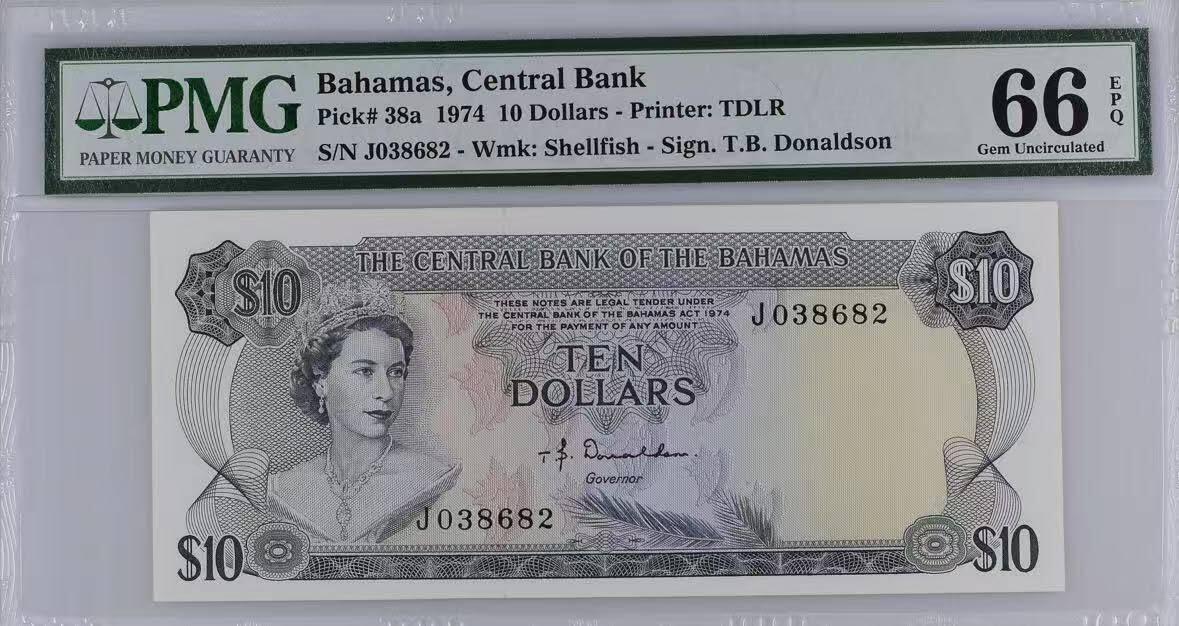 PMG
PAPER MONEY GUARANTY
Bahamas, Central Bank
Pick# 38a 1974 10 Dollars - Printer: TDLR
S/N J038682 - Wmk: Shellfish - Sign. T.B. Donaldson
66 EPQ
Gem Uncirculated
THE CENTRAL BANK OF THE BAHAMAS
$10
$10
THESE NOTES ARE LEGAL TENDER UNDER
THE CENTRAL BANK OF THE BAHAMAS ACT 1974
FOR THE PAYMENT OF ANY AMOUNT
J038682
TEN
DOLLARS
T. B. Donaldson.
Governor
J038682
$10
$10